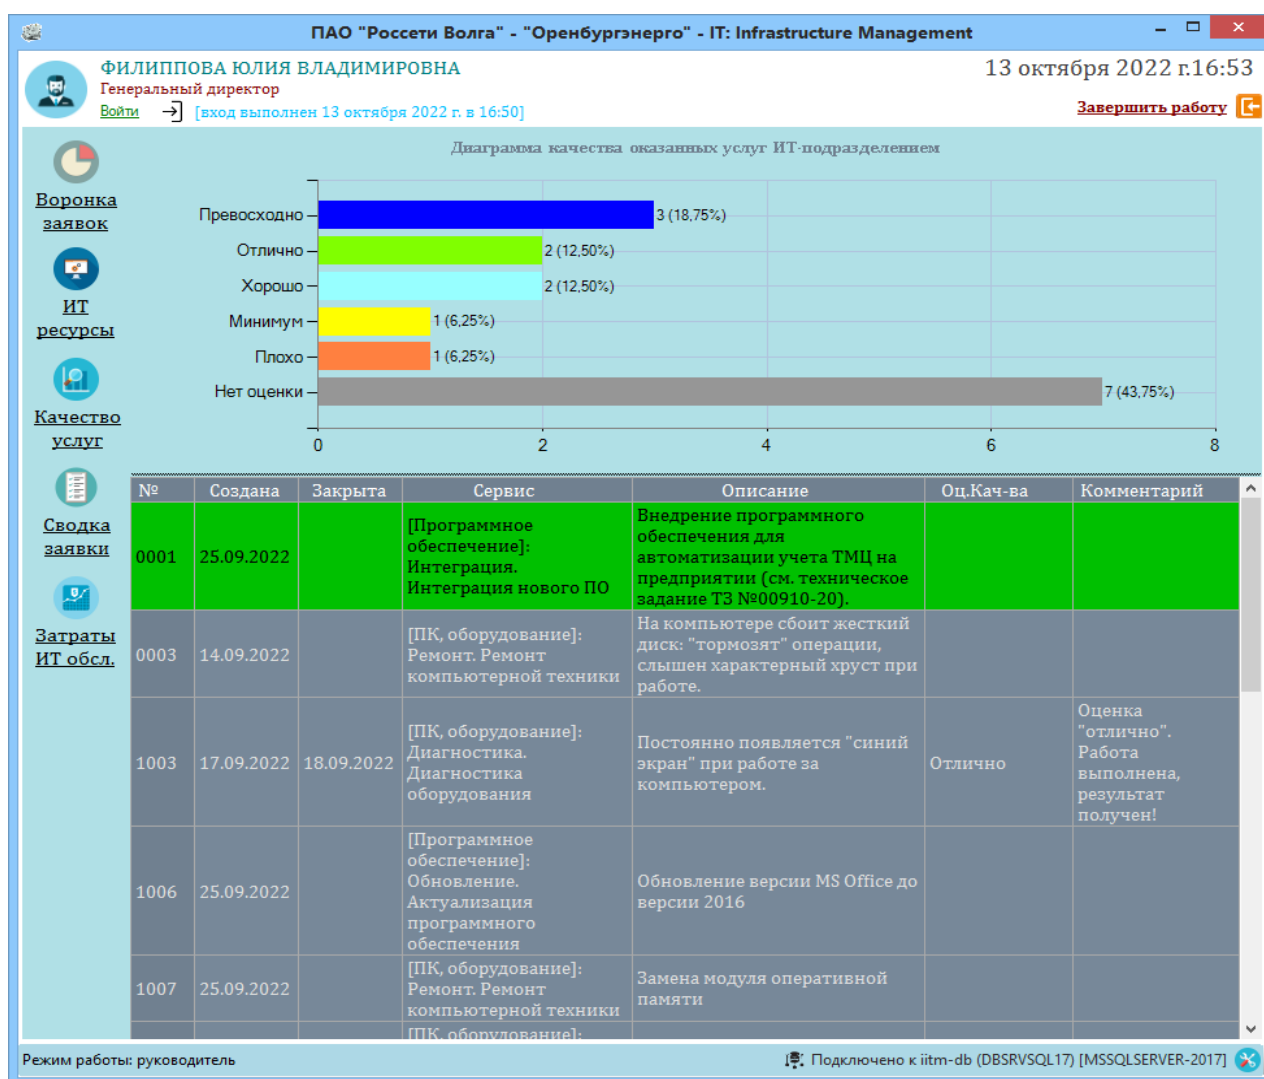 ПАО "Россети Волга" - "Оренбургэнерго" - IT: Infrastructure Management
ФИЛИППОВА ЮЛИЯ ВЛАДИМИРОВНА
Генеральный директор
Войти [вход выполнен 13 октября 2022 г. в 16:50]
13 октября 2022 г.16:53
Завершить работу
Воронка
заявок
ИТ
ресурсы
Качество
услуг
Сводка
заявки
Затраты
ИТ обсл.
Диаграмма качества оказанных услуг ИТ-подразделением
Превосходно 3 (18,75%)
Отлично 2 (12,50%)
Хорошо 2 (12,50%)
Минимум 1 (6,25%)
Плохо 1 (6,25%)
Нет оценки 7 (43,75%)
0 2 4 6 8
№ Создана Закрыта Сервис Описание Оц.Кач-ва Комментарий
0001 25.09.2022
[Программное
обеспечение]:
Интеграция.
Интеграция нового ПО
Внедрение программного
обеспечения для
автоматизации учета ТМЦ на
предприятии (см. техническое
задание ТЗ №00910-20).
0003 14.09.2022
[ПК, оборудование]:
Ремонт. Ремонт
компьютерной техники
На компьютере сбоит жесткий
диск: "тормозят" операции,
слышен характерный хруст при
работе.
1003 17.09.2022 18.09.2022
[ПК, оборудование]:
Диагностика.
Диагностика
оборудования
Постоянно появляется "синий
экран" при работе за
компьютером.
Отлично
Оценка
"отлично".
Работа
выполнена,
результат
получен!
1006 25.09.2022
[Программное
обеспечение]:
Обновление.
Актуализация
программного
обеспечения
Обновление версии MS Office до
версии 2016
1007 25.09.2022
[ПК, оборудование]:
Ремонт. Ремонт
компьютерной техники
Замена модуля оперативной
памяти
[ПК, оборудование]:
Режим работы: руководитель
Подключено к iitm-db (DBSRVSQL17) [MSSQLSERVER-2017]